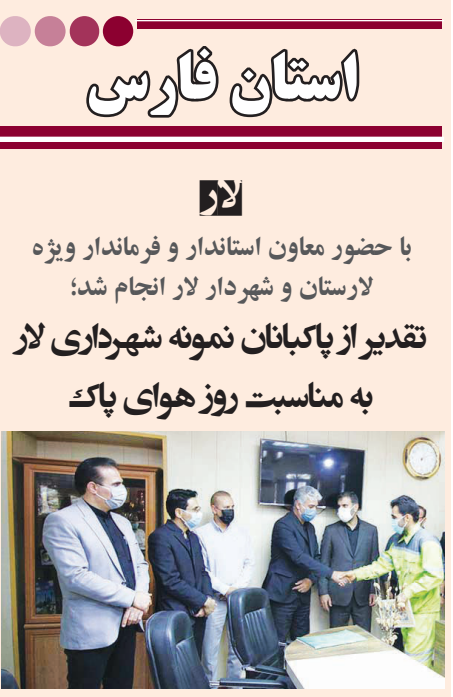 استان فارس
لار
با حضور معاون استاندار و فرماندار ویژه
لارستان و شهردار لار انجام شد؛
تقدیر از پاکبانان نمونه شهرداری لار
به مناسبت روز هوای پاک